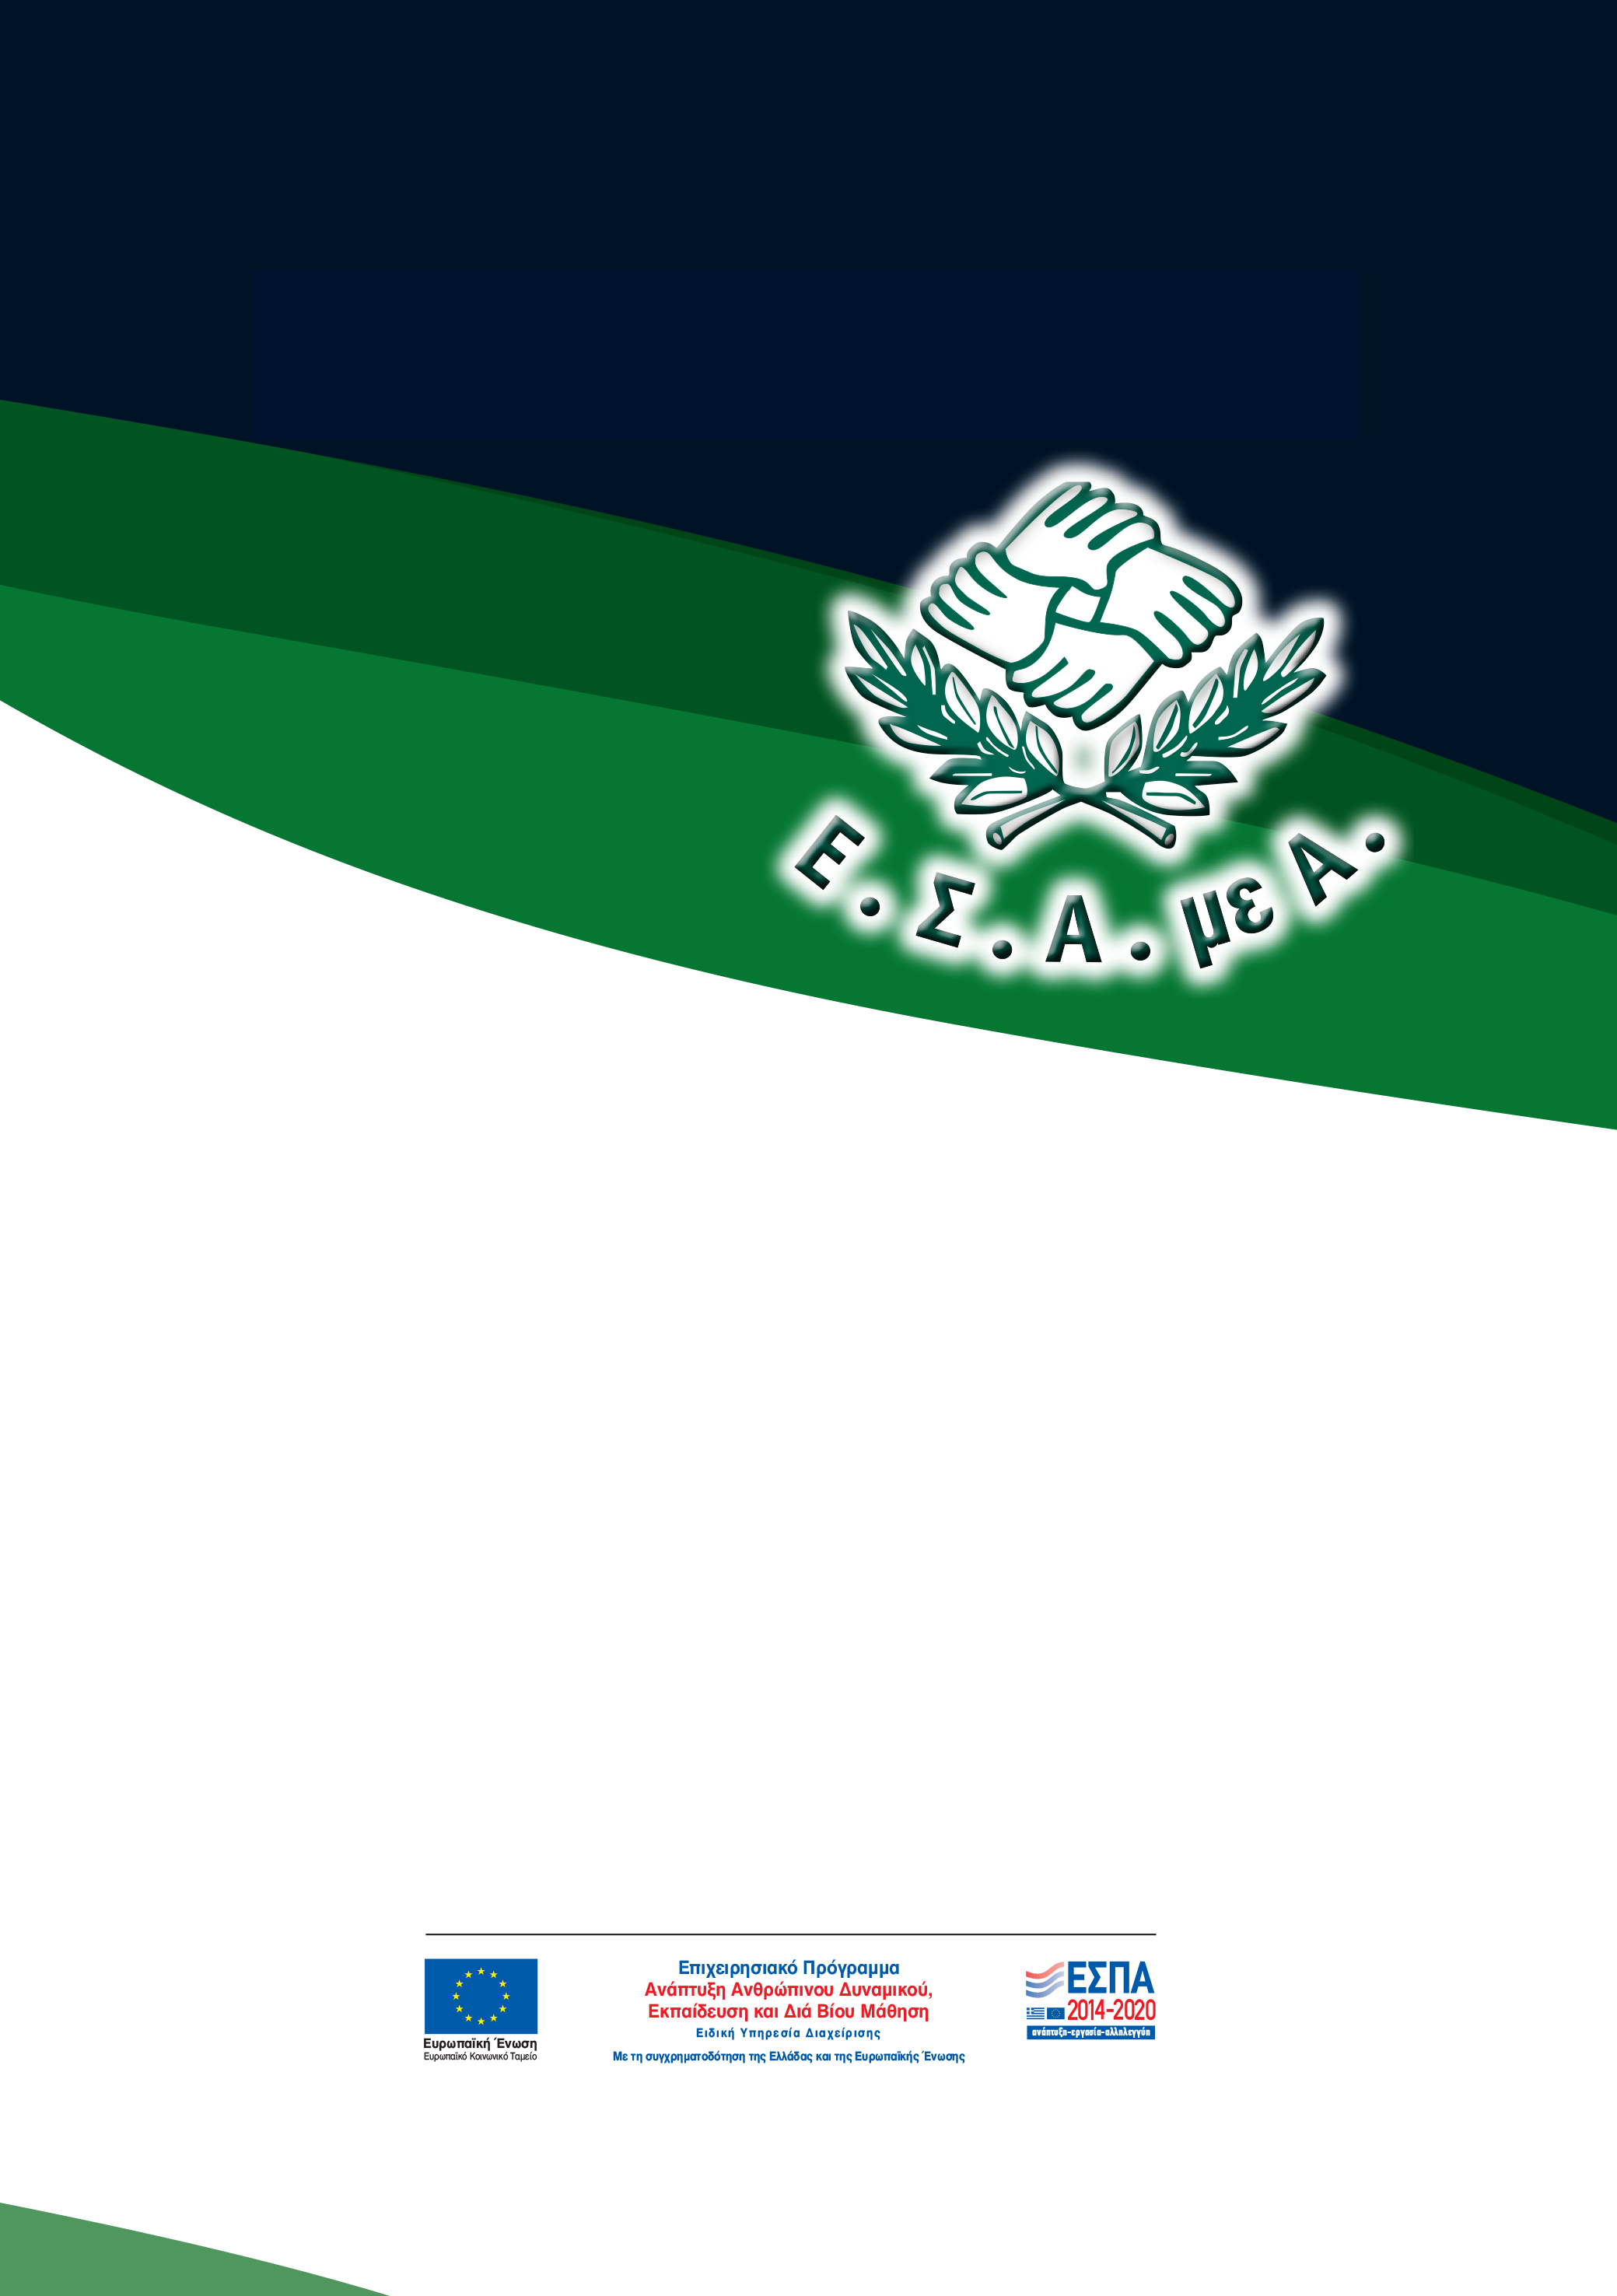 Ε.Σ.Α.μεΑ.
Ευρωπαϊκή Ένωση
Ευρωπαϊκό Κοινωνικό Ταμείο
Επιχειρησιακό Πρόγραμμα
Ανάπτυξη Ανθρώπινου Δυναμικού,
Εκπαίδευση και Διά Βίου Μάθηση
Ειδική Υπηρεσία Διαχείρισης
Με τη συγχρηματοδότηση της Ελλάδας και της Ευρωπαϊκής Ένωσης
ΕΣΠΑ
2014-2020
ανάπτυξη-εργασία-αλληλεγγύη